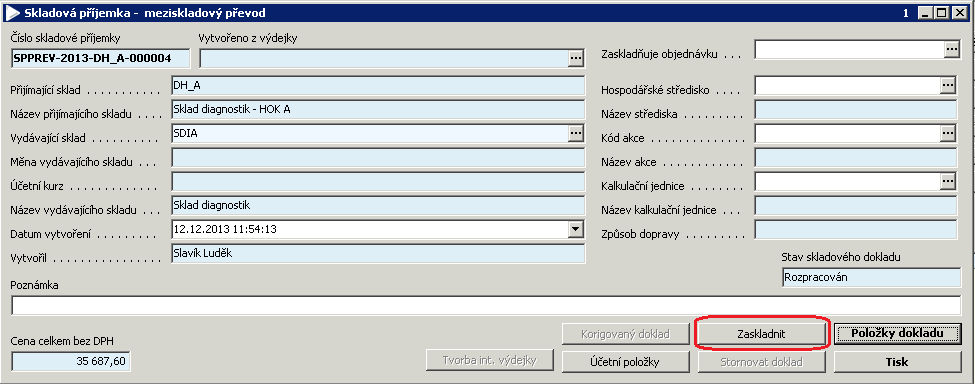 Skladová příjemka - meziskladový převod 1
Číslo skladové příjemky Vytvořeno z výdejky
SPPREV-2013-DH_A-000004 ...
Zaskladňuje objednávku . . . ...
Přijímající sklad . . . . . . . . DH_A
Hospodářské středisko . . . . ...
Název přijímajícího skladu . . . . Sklad diagnostik - HOK A
Název střediska . . . . . . . . .
Vydávající sklad . . . . . . . . SDIA ...
Kód akce . . . . . . . . . . . . ...
Měna vydávajícího skladu . . .
Název akce . . . . . . . . . . .
Účetní kurz . . . . . . . . . . .
Kalkulační jednice . . . . . . . ...
Název vydávajícího skladu . . . Sklad diagnostik
Název kalkulační jednice . . . .
Datum vytvoření . . . . . . . . 12.12.2013 11:54:13
Způsob dopravy . . . . . . . . .
Vytvořil . . . . . . . . . . . . . Slavík Luděk
Stav skladového dokladu
Rozpracován
Poznámka
Korigovaný doklad Zaskladnit Položky dokladu
Cena celkem bez DPH
35 687,60
Tvorba int. výdejky Účetní položky Stornovat doklad Tisk